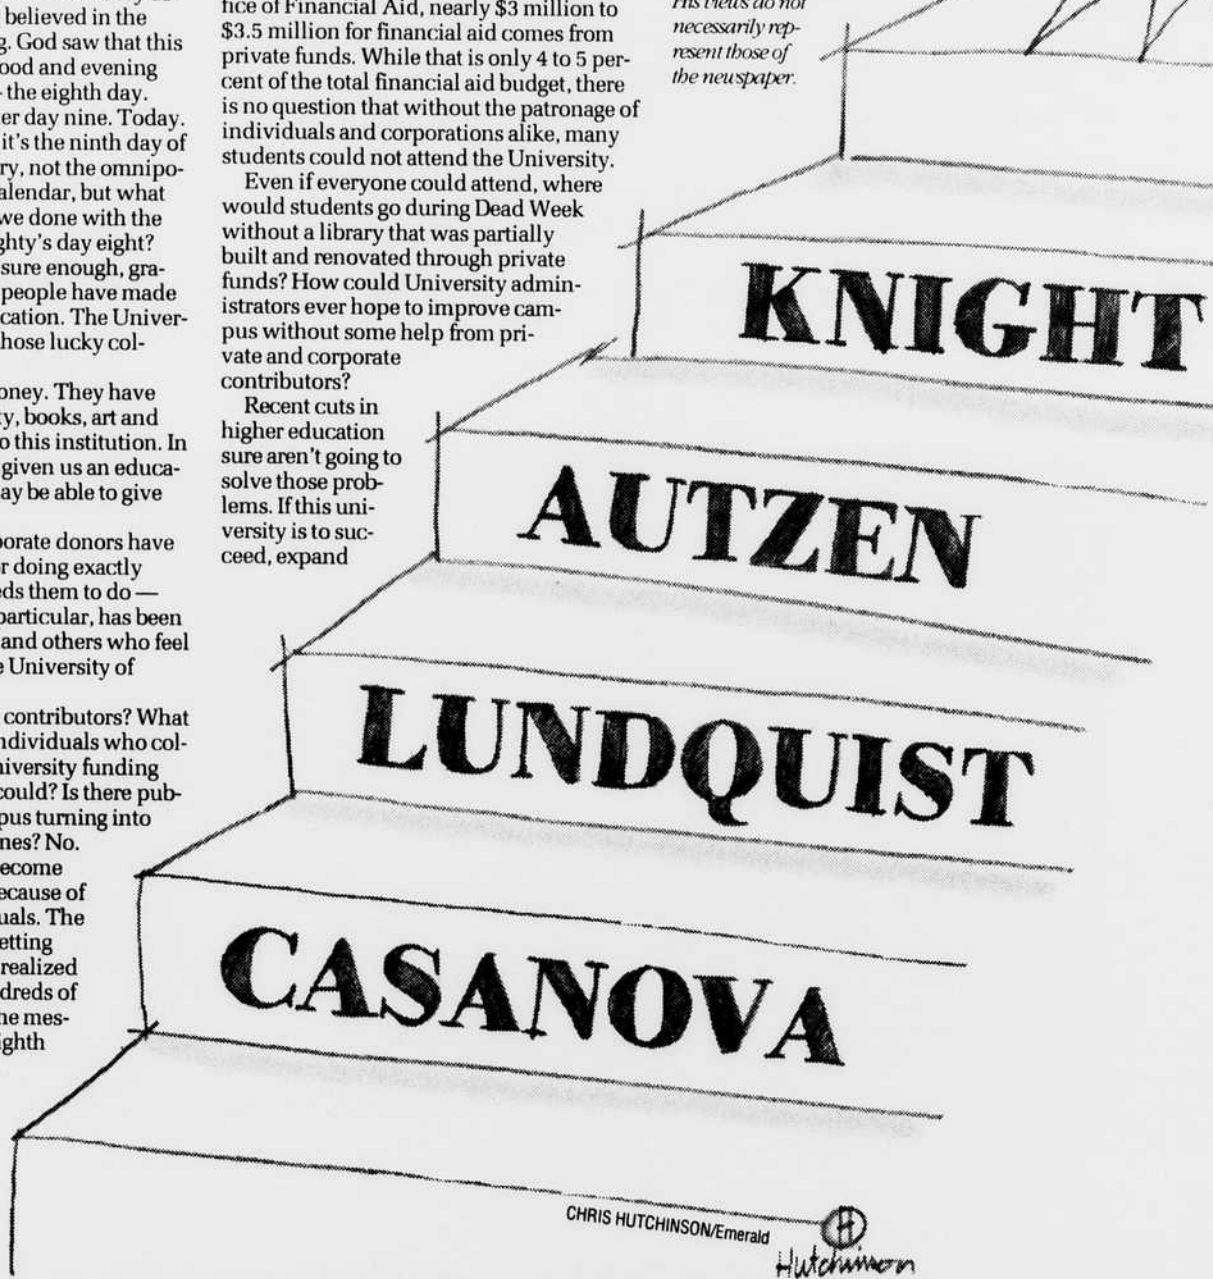 believed in the
g. God saw that this
ood and evening
the eighth day.
er day nine. Today.
it's the ninth day of
ry, not the omnipo-
alendar, but what
we done with the
ghty's day eight?
sure enough, gra-
people have made
cation. The Univer-
hose lucky col-
oney. They have
ty, books, art and
o this institution. In
given us an educa-
ay be able to give
porate donors have
r doing exactly
eds them to do —
particular, has been
and others who feel
e University of
contributors? What
ndividuals who col-
niversity funding
could? Is there pub-
pus turning into
nes? No.
ecome
ecause of
uals. The
etting
realized
dreds of
he mes-
ighth
fice of Financial Aid, nearly $3 million to
$3.5 million for financial aid comes from
private funds. While that is only 4 to 5 per-
cent of the total financial aid budget, there
is no question that without the patronage of
individuals and corporations alike, many
students could not attend the University.
Even if everyone could attend, where
would students go during Dead Week
without a library that was partially
built and renovated through private
funds? How could University admin-
istrators ever hope to improve cam-
pus without some help from pri-
vate and corporate
contributors?
Recent cuts in
higher education
sure aren't going to
solve those prob-
lems. If this uni-
versity is to suc-
ceed, expand
His views do not
necessarily rep-
resent those of
the newspaper.
KNIGHT
AUTZEN
LUNDQUIST
CASANOVA
CHRIS HUTCHINSON/Emerald
H
Hutchinson